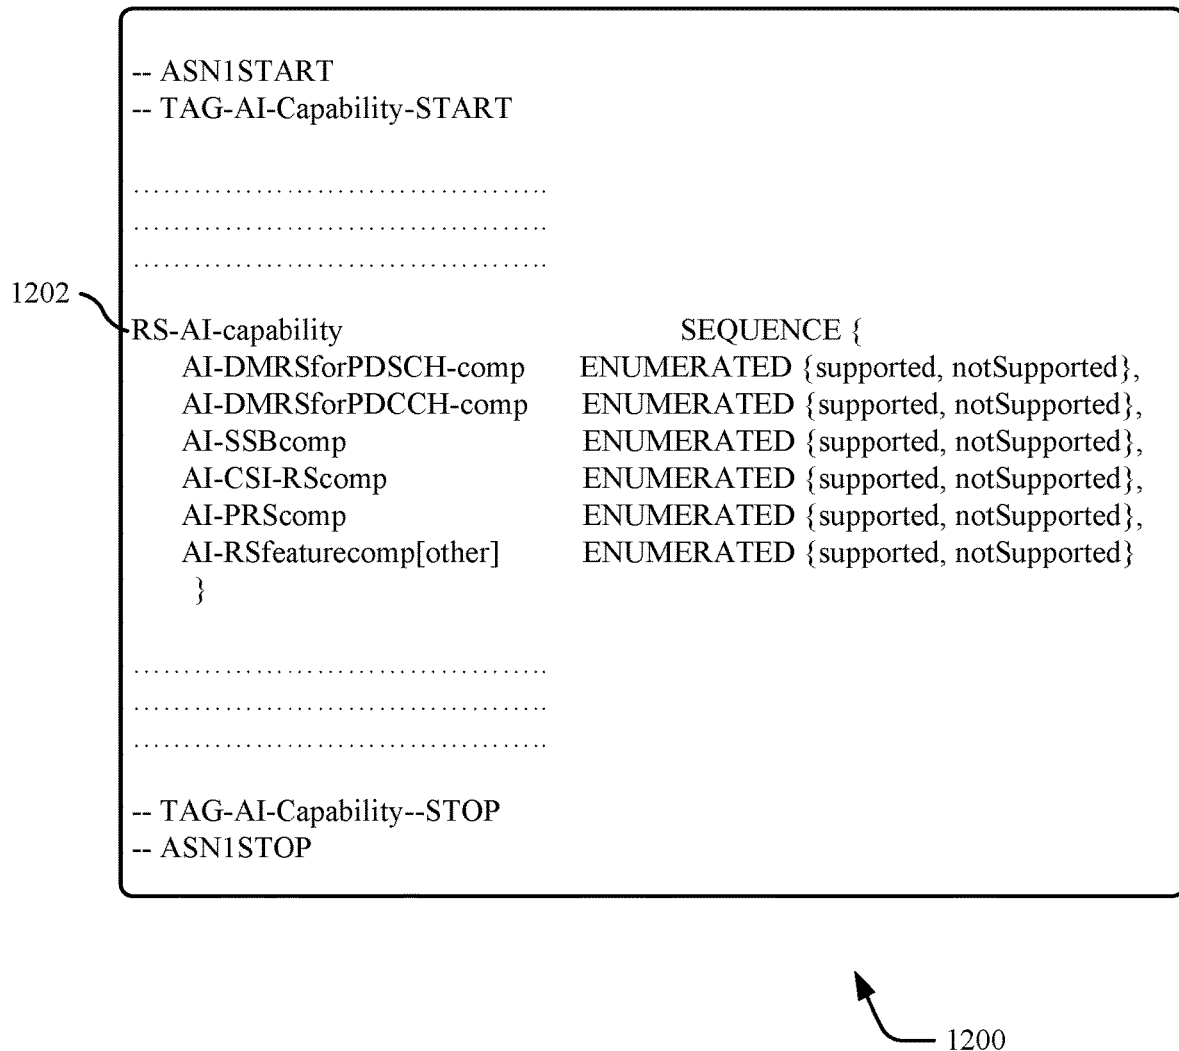 -- ASN1START
-- TAG-AI-Capability-START
.........................................
.........................................
.........................................
1202
RS-AI-capability SEQUENCE {
AI-DMRSforPDSCH-comp ENUMERATED {supported, notSupported},
AI-DMRSforPDCCH-comp ENUMERATED {supported, notSupported},
AI-SSBcomp ENUMERATED {supported, notSupported},
AI-CSI-RScomp ENUMERATED {supported, notSupported},
AI-PRScomp ENUMERATED {supported, notSupported},
AI-RSfeaturecomp[other] ENUMERATED {supported, notSupported}
}
.........................................
.........................................
.........................................
-- TAG-AI-Capability--STOP
-- ASN1STOP
1200